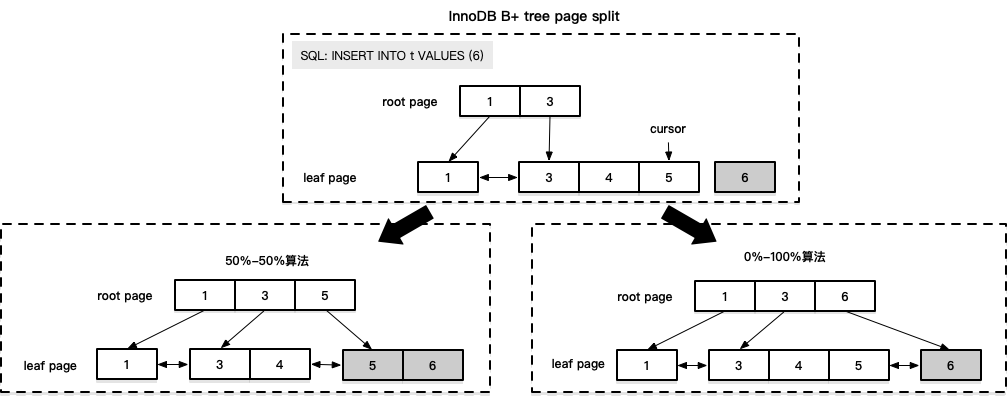 InnoDB B+ tree page split
SQL: INSERT INTO t VALUES (6)
root page 1 3
cursor
leaf page 1 3 4 5 6
50%-50%算法
root page 1 3 5
leaf page 1 3 4 5 6
0%-100%算法
root page 1 3 6
leaf page 1 3 4 5 6